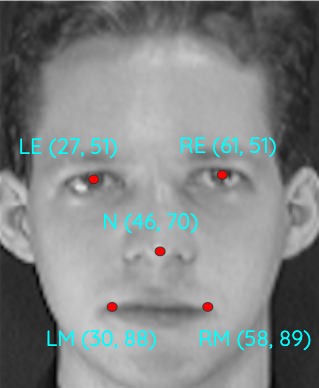 LE (27, 51) RE (61, 51)
N (46, 70)
LM (30, 88) RM (58, 89)